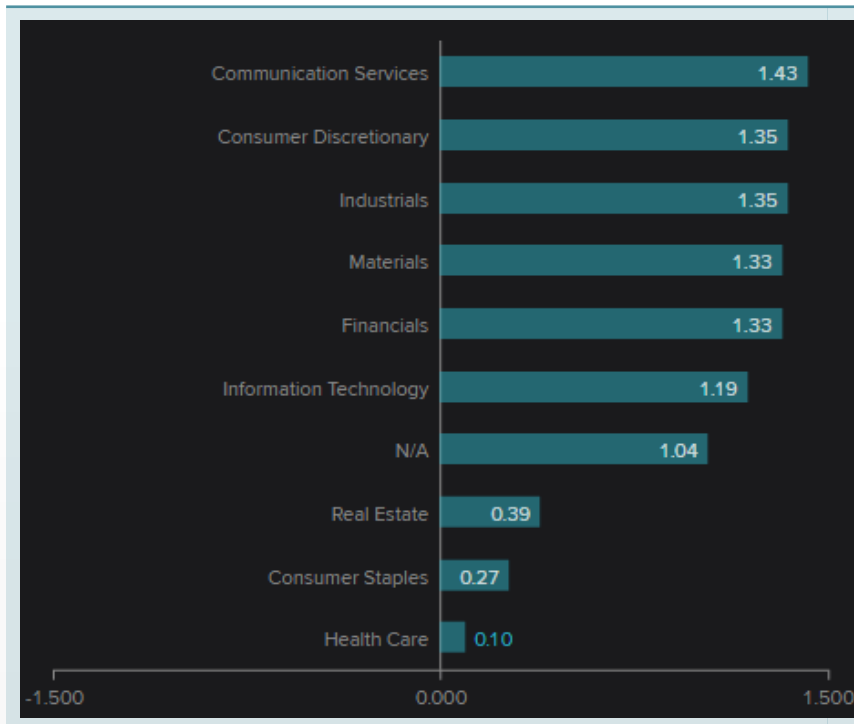 Communication Services 1.43
Consumer Discretionary 1.35
Industrials 1.35
Materials 1.33
Financials 1.33
Information Technology 1.19
N/A 1.04
Real Estate 0.39
Consumer Staples 0.27
Health Care 0.10
-1.500 0.000 1.500